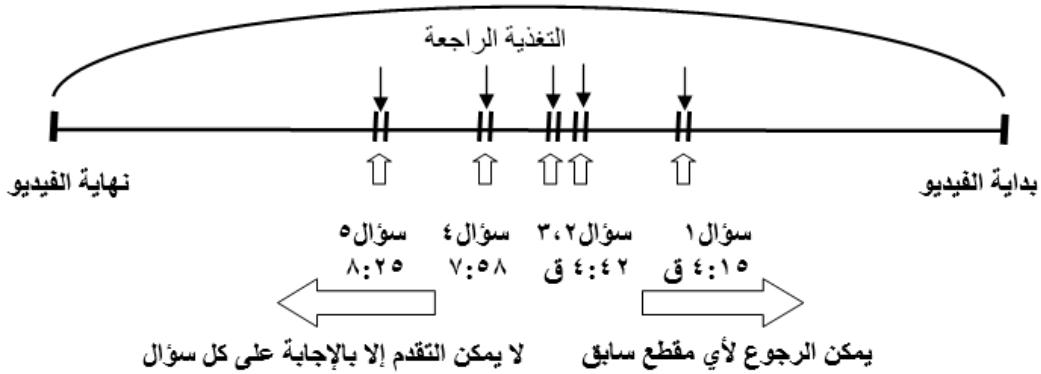 التغذية الراجعة
بداية الفيديو
نهاية الفيديو
سؤال١
٤:١٥ ق
سؤال٣،٢
٤:٤٢ ق
سؤال٤
٧:٥٨
سؤال٥
٨:٢٥
يمكن الرجوع لأي مقطع سابق
لا يمكن التقدم إلا بالإجابة على كل سؤال